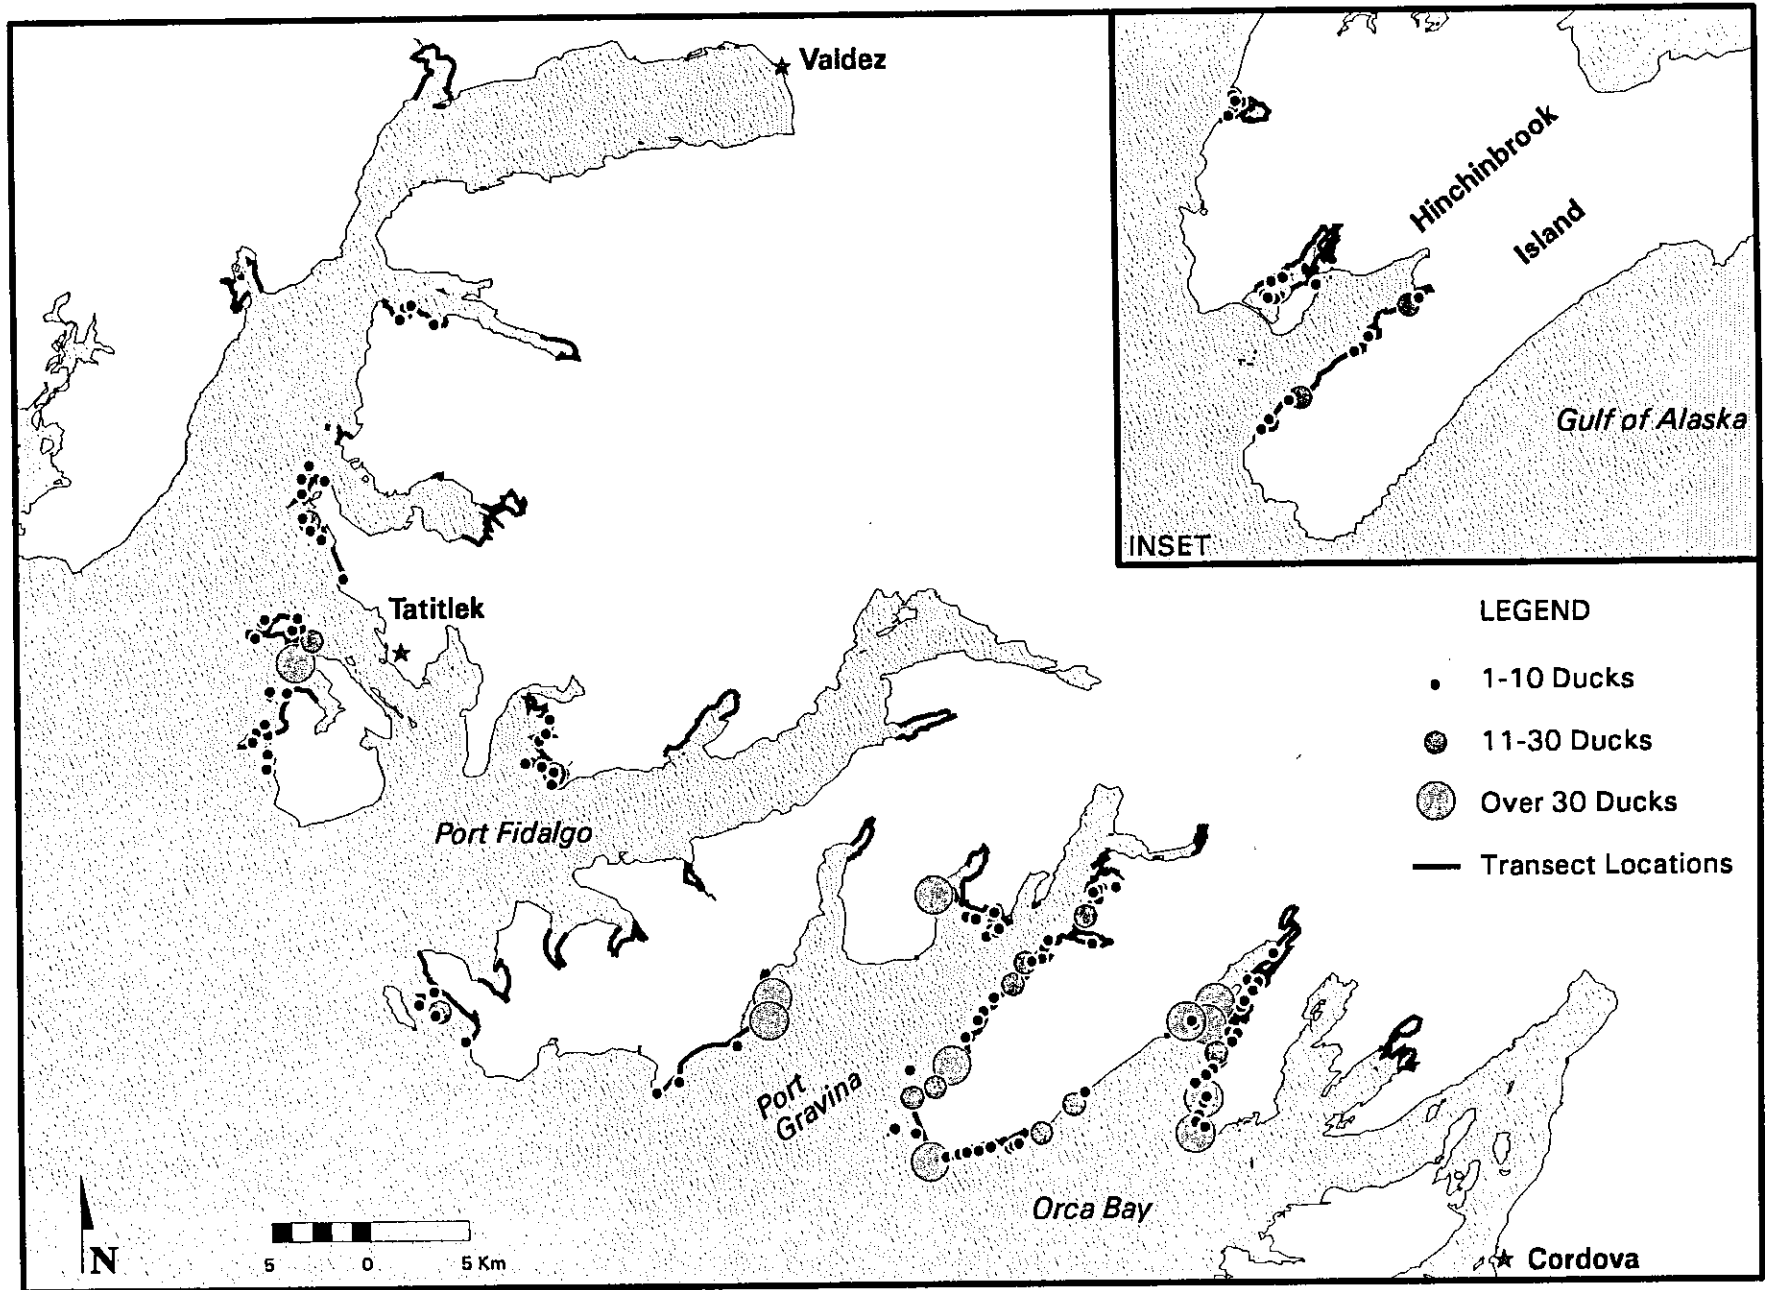 Valdez
Hinchinbrook
Island
Gulf of Alaska
INSET
Tatitlek
LEGEND
1-10 Ducks
11-30 Ducks
Over 30 Ducks
Transect Locations
Port Fidalgo
Port
Gravina
Orca Bay
N
5 0 5 Km
Cordova